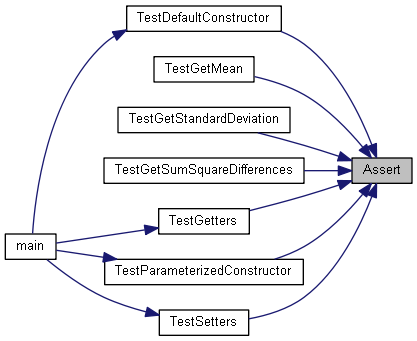 TestDefaultConstructor
TestGetMean
TestGetStandardDeviation
TestGetSumSquareDifferences
Assert
TestGetters
main
TestParameterizedConstructor
TestSetters